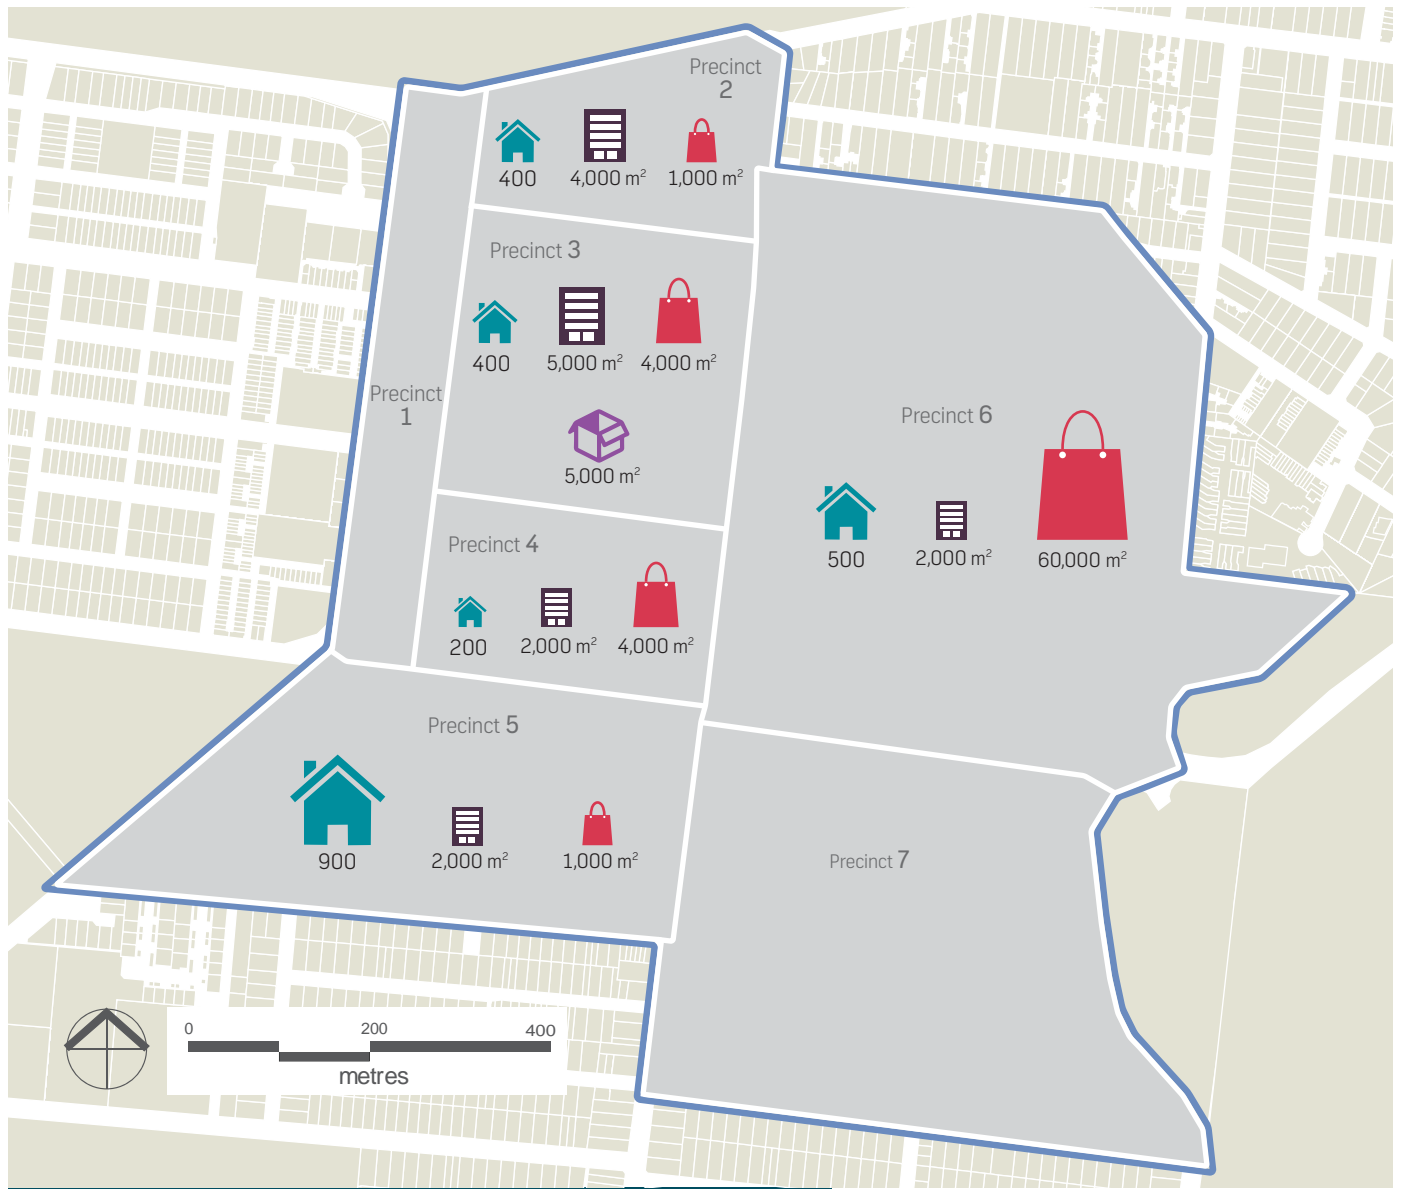 Precinct
2
400
4,000 m²
1,000 m²
Precinct 3
400
5,000 m²
4,000 m²
5,000 m²
Precinct
1
Precinct 6
500
2,000 m²
60,000 m²
Precinct 4
200
2,000 m²
4,000 m²
Precinct 5
900
2,000 m²
1,000 m²
Precinct 7
0
200
400
metres